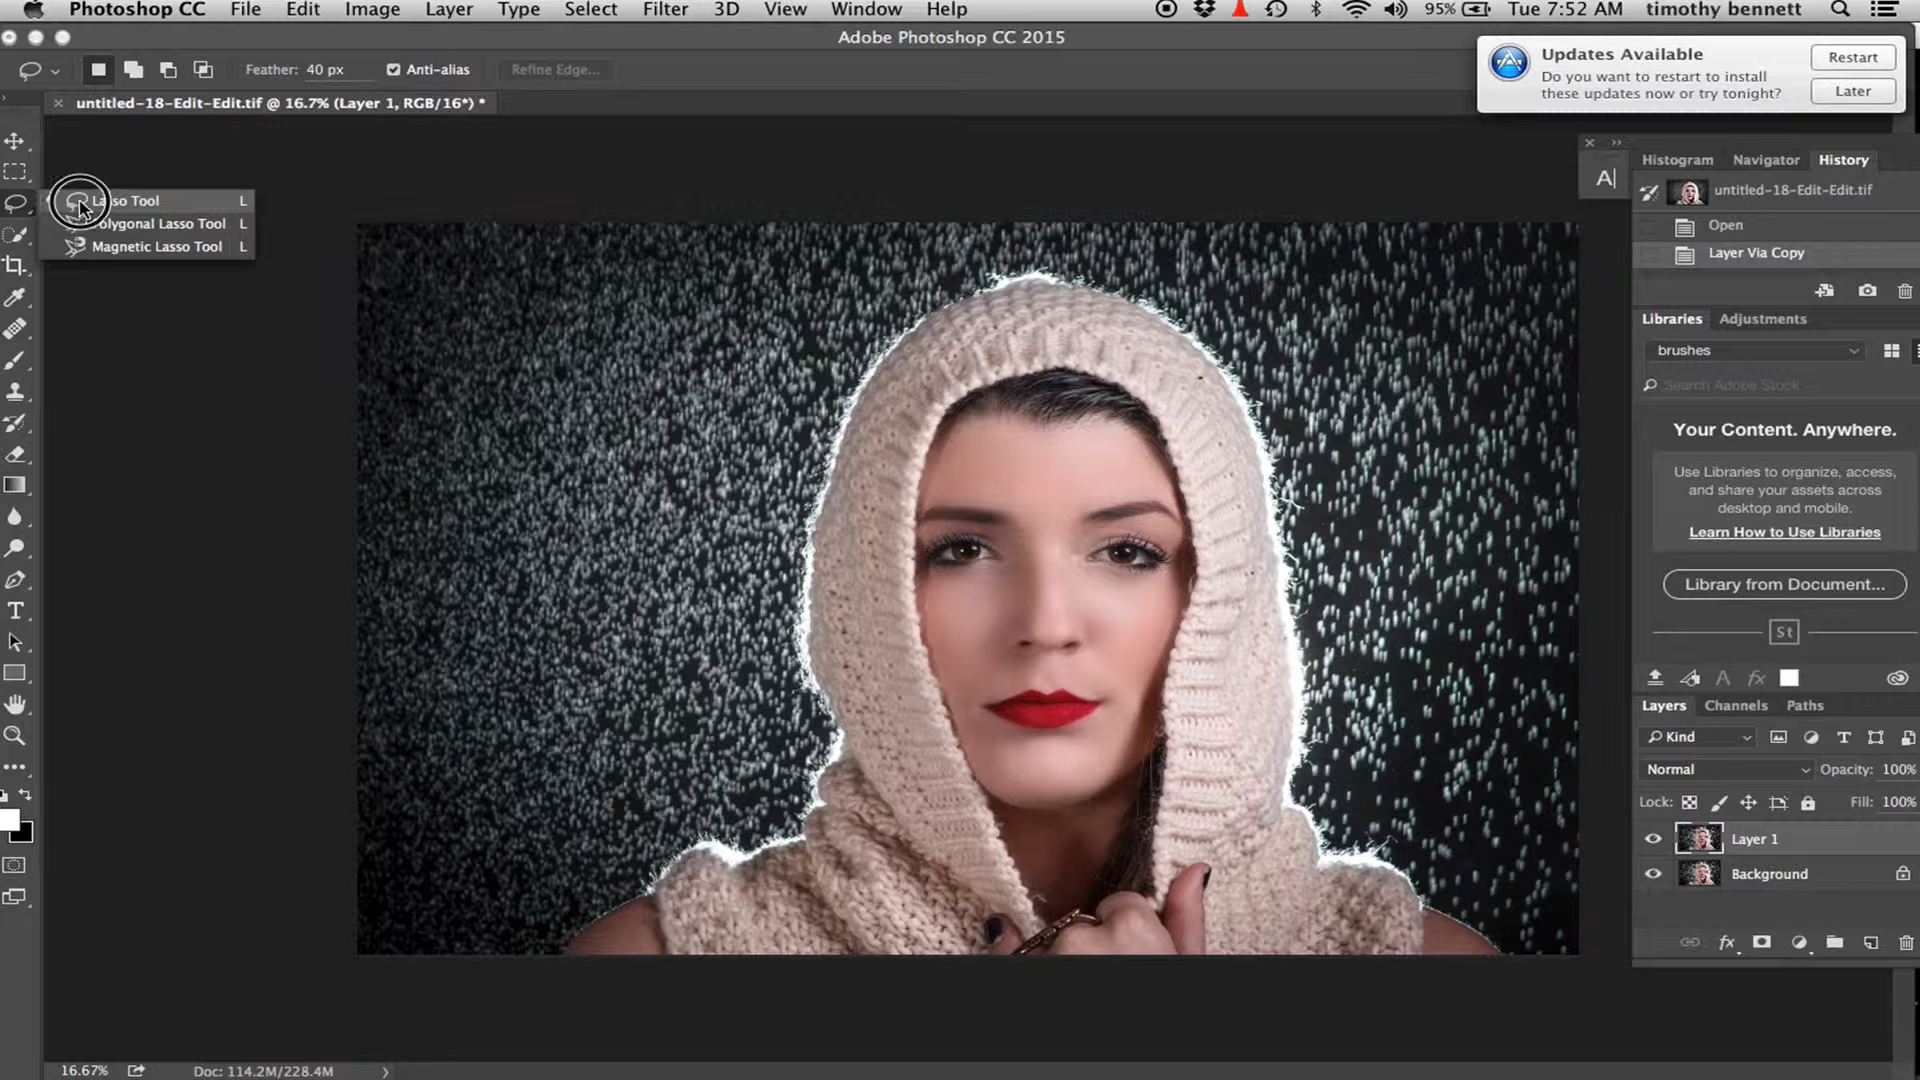 Photoshop CC File Edit Image Layer Type Select Filter 3D View Window Help 95% Tue 7:52 AM timothy bennett
Adobe Photoshop CC 2015
Updates Available
Do you want to restart to install
these updates now or try tonight?
Restart
Later
Feather: 40 px Anti-alias Refine Edge...
untitled-18-Edit-Edit.tif @ 16.7% (Layer 1, RGB/16*) *
Lasso Tool L
Polygonal Lasso Tool L
Magnetic Lasso Tool L
A
Histogram Navigator History
untitled-18-Edit-Edit.tif
Open
Layer Via Copy
Libraries Adjustments
brushes
Search Adobe Stock
Your Content. Anywhere.
Use Libraries to organize, access,
and share your assets across
desktop and mobile.
Learn How to Use Libraries
Library from Document...
St
A fx
Layers Channels Paths
Kind T
Normal Opacity: 100%
Lock: Fill: 100%
Layer 1
Background
fx
T
16.67% Doc: 114.2M/228.4M